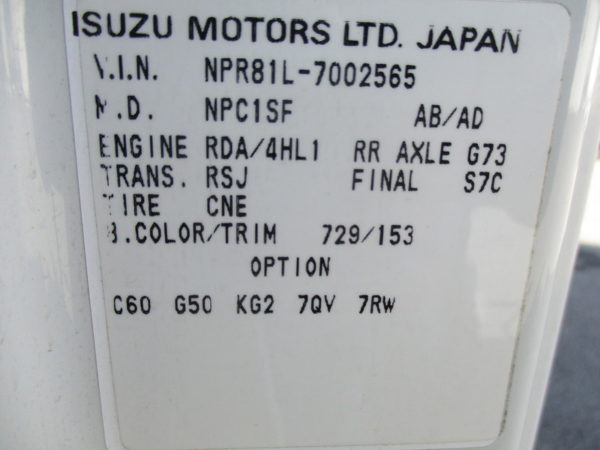 ISUZU MOTORS LTD. JAPAN
V.I.N. NPR81L-7002565
M.D. NPC1SF AB/AD
ENGINE RDA/4HL1 RR AXLE G73
TRANS. RSJ FINAL S7C
TIRE CNE
B.COLOR/TRIM 729/153
OPTION
C60 G50 KG2 7QV 7RW